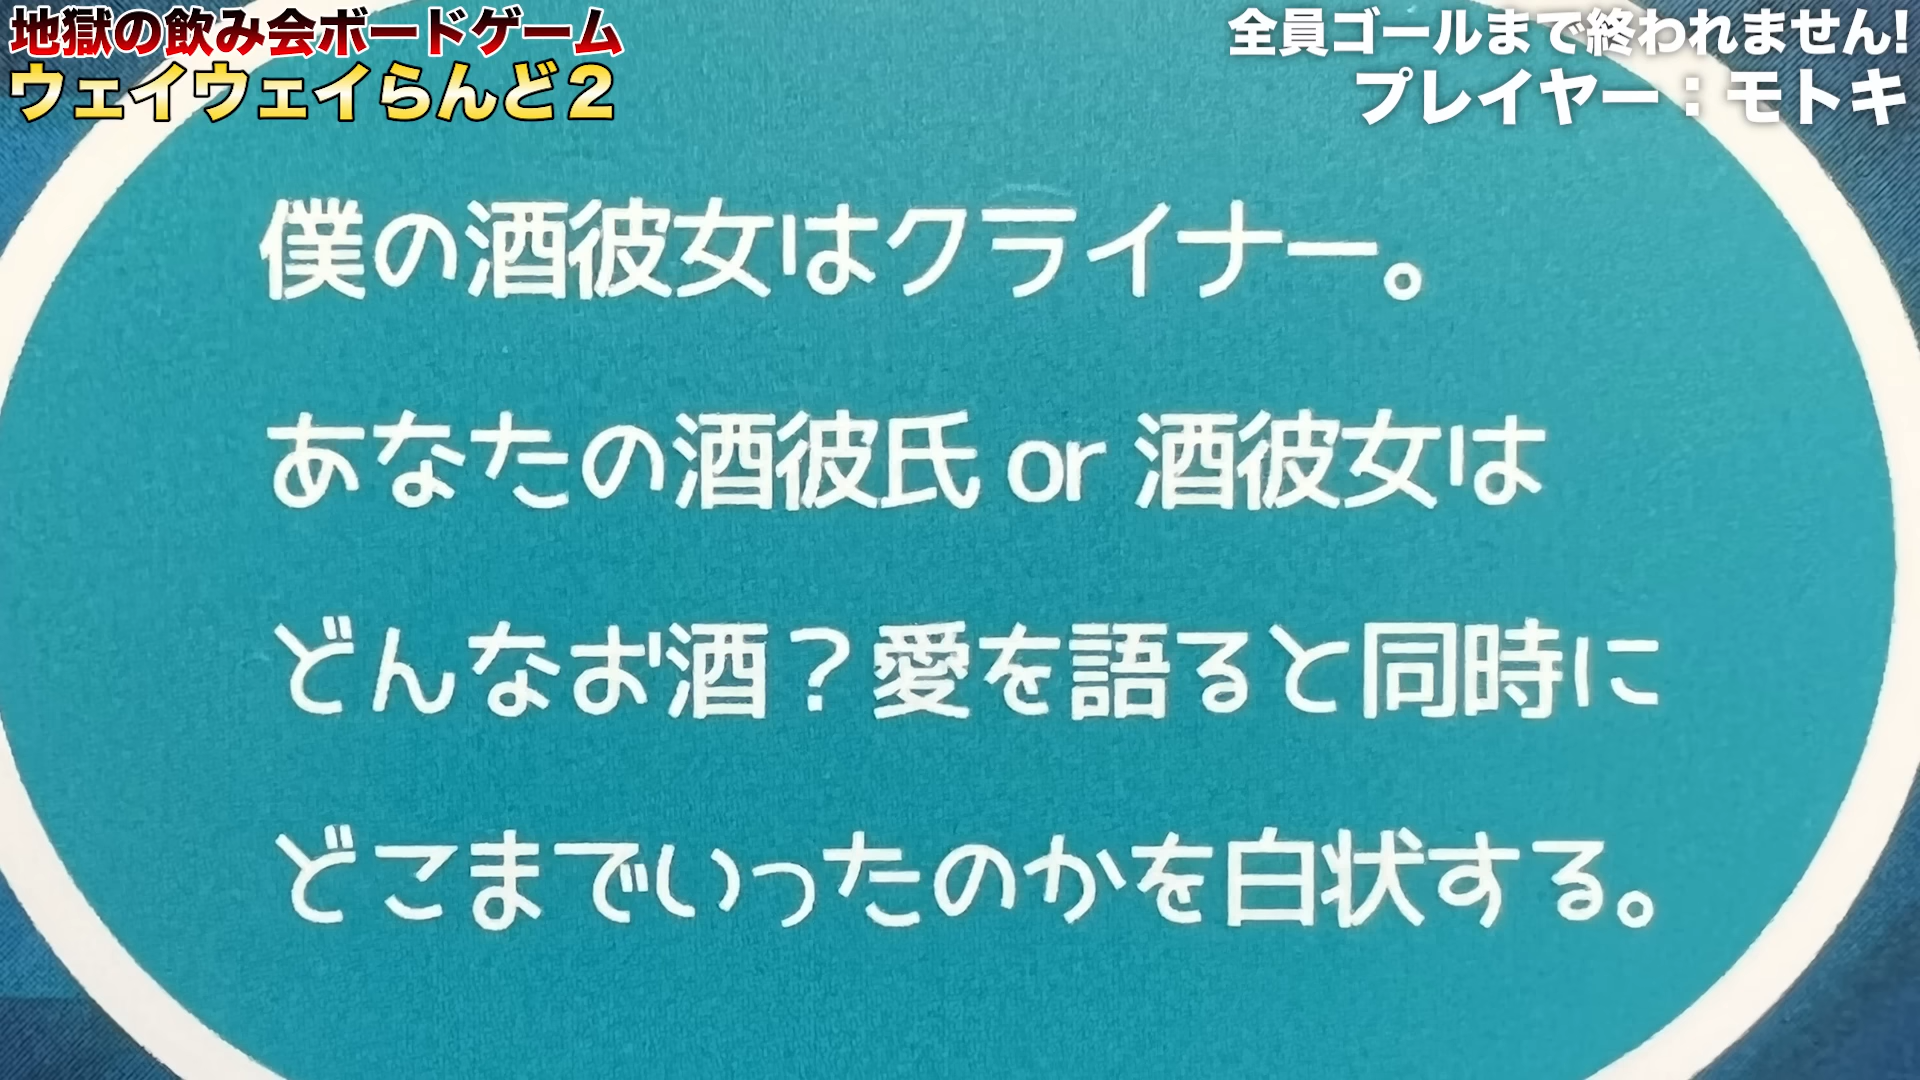 地獄の飲み会ボードゲーム
ウェイウェイらんど2
全員ゴールまで終われません!
プレイヤー：モトキ
僕の酒彼女はクライナー。
あなたの酒彼氏 or 酒彼女は
どんなお酒？愛を語ると同時に
どこまでいったのかを白状する。